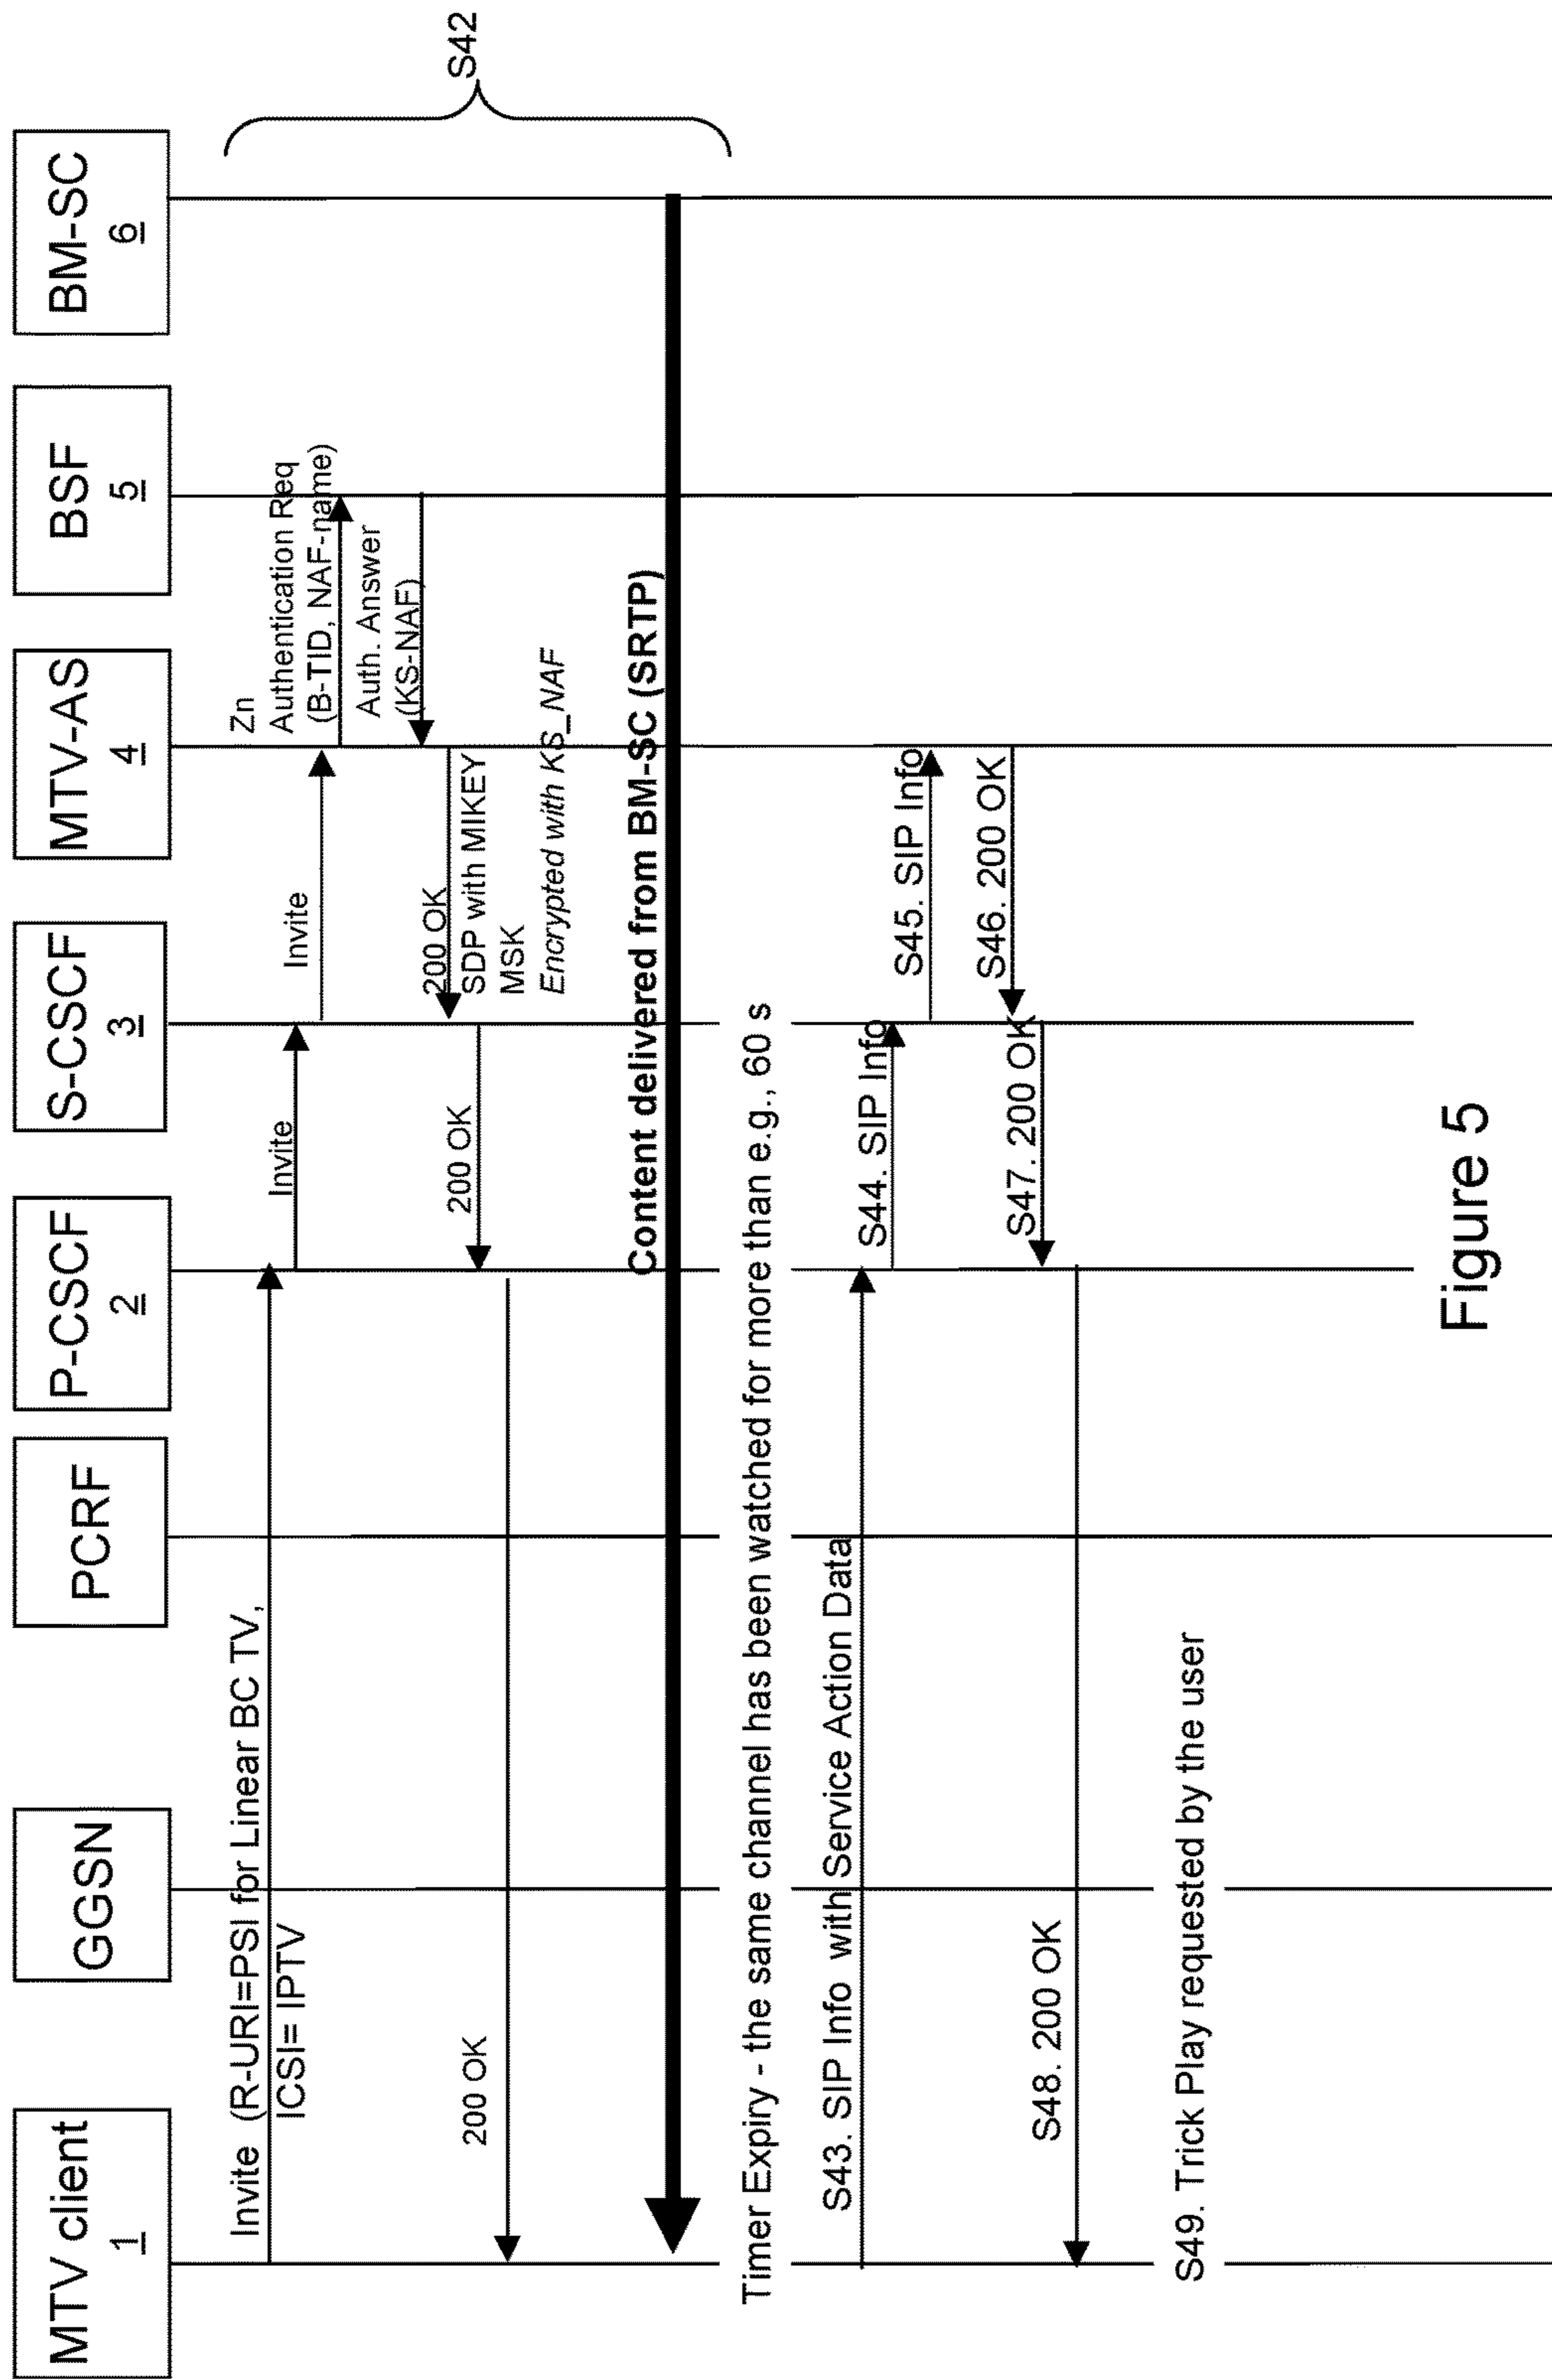 MTV client
1
GGSN
PCRF
P-CSCF
2
S-CSCF
3
MTV-AS
4
BSF
5
BM-SC
6
Invite (R-URI=PSI for Linear BC TV,
ICSI= IPTV
Invite
Invite
Zn
Authentication Req
(B-TID, NAF-name)
Auth. Answer
(KS-NAF)
200 OK
SDP with MIKEY
MSK
Encrypted with KS_NAF
200 OK
200 OK
Content delivered from BM-SC (SRTP)
S42
Timer Expiry - the same channel has been watched for more than e.g., 60 s
S43. SIP Info with Service Action Data
S44. SIP Info
S45. SIP Info
S46. 200 OK
S47. 200 OK
S48. 200 OK
S49. Trick Play requested by the user
Figure 5